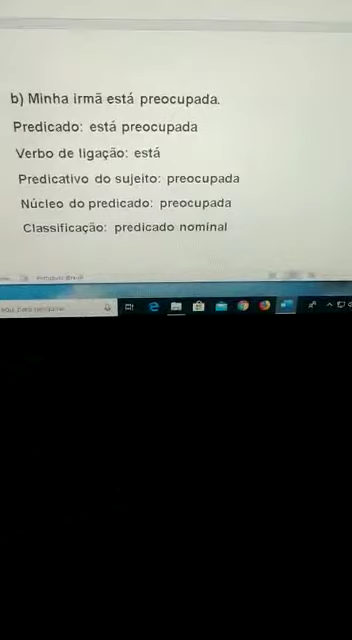 b) Minha irmã está preocupada.
Predicado: está preocupada
Verbo de ligação: está
Predicativo do sujeito: preocupada
Núcleo do predicado: preocupada
Classificação: predicado nominal